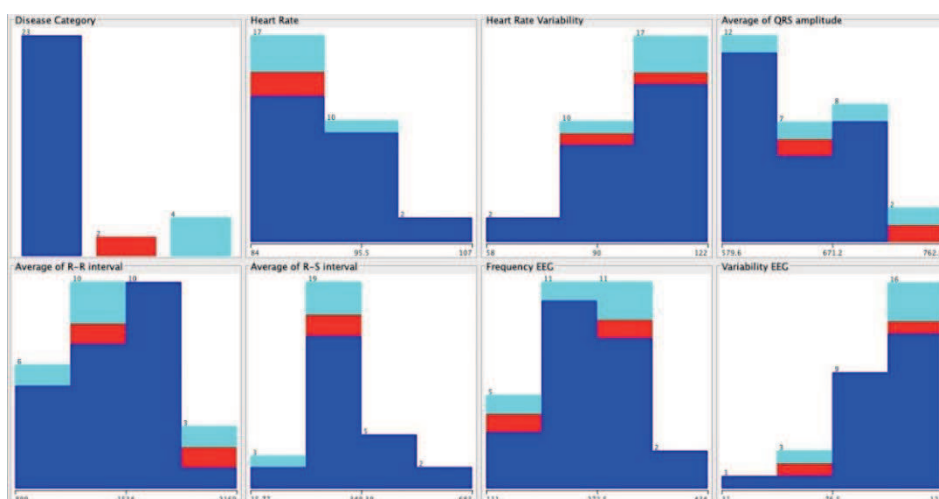 Disease Category
23
2
4
Heart Rate
17
10
2
84 95.5 107
Heart Rate Variability
2
10
17
58 90 122
Average of QRS amplitude
12
7
8
2
579.6 671.2 762.
Average of R-R interval
6
10
10
3
Average of R-S interval
3
19
5
2
Frequency EEG
5
11
11
2
Variability EEG
1
3
9
16